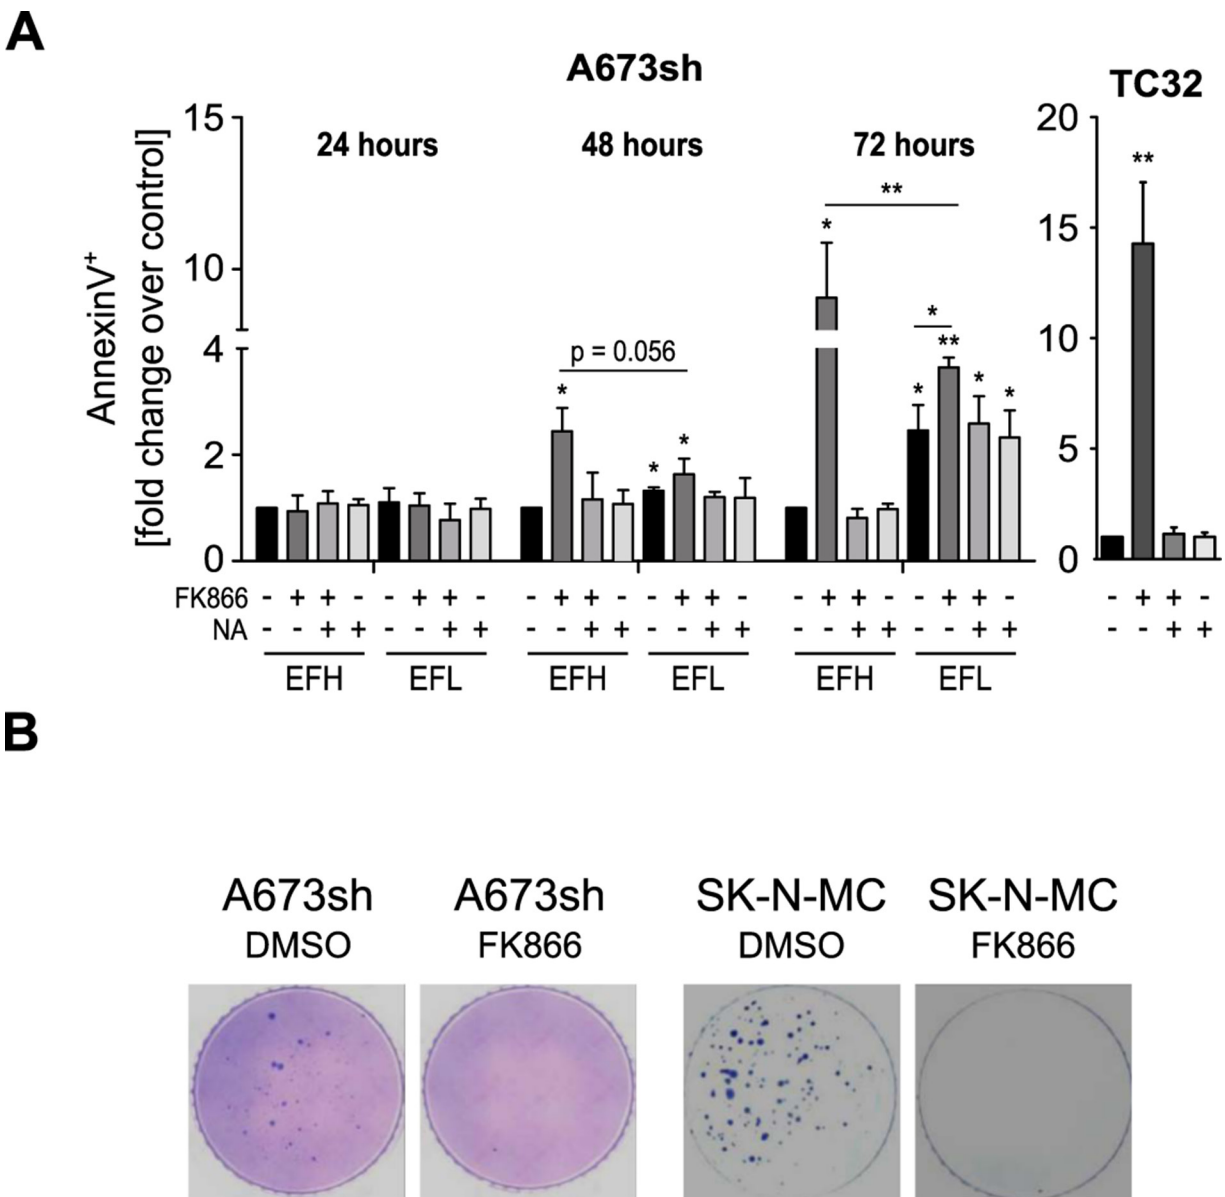 A
A673sh
TC32
AnnexinV+
[fold change over control]
15
10
4
2
0
24 hours
48 hours
72 hours
*
p = 0.056
*
*
*
**
*
*
*
**
*
*
20
15
10
5
0
**
FK866 - + + - - + + - - + + - - + + - - + + - - + + - - + + -
NA - - + + - - + + - - + + - - + + - - + + - - + + - - + +
EFH EFL EFH EFL EFH EFL
B
A673sh A673sh SK-N-MC SK-N-MC
DMSO FK866 DMSO FK866